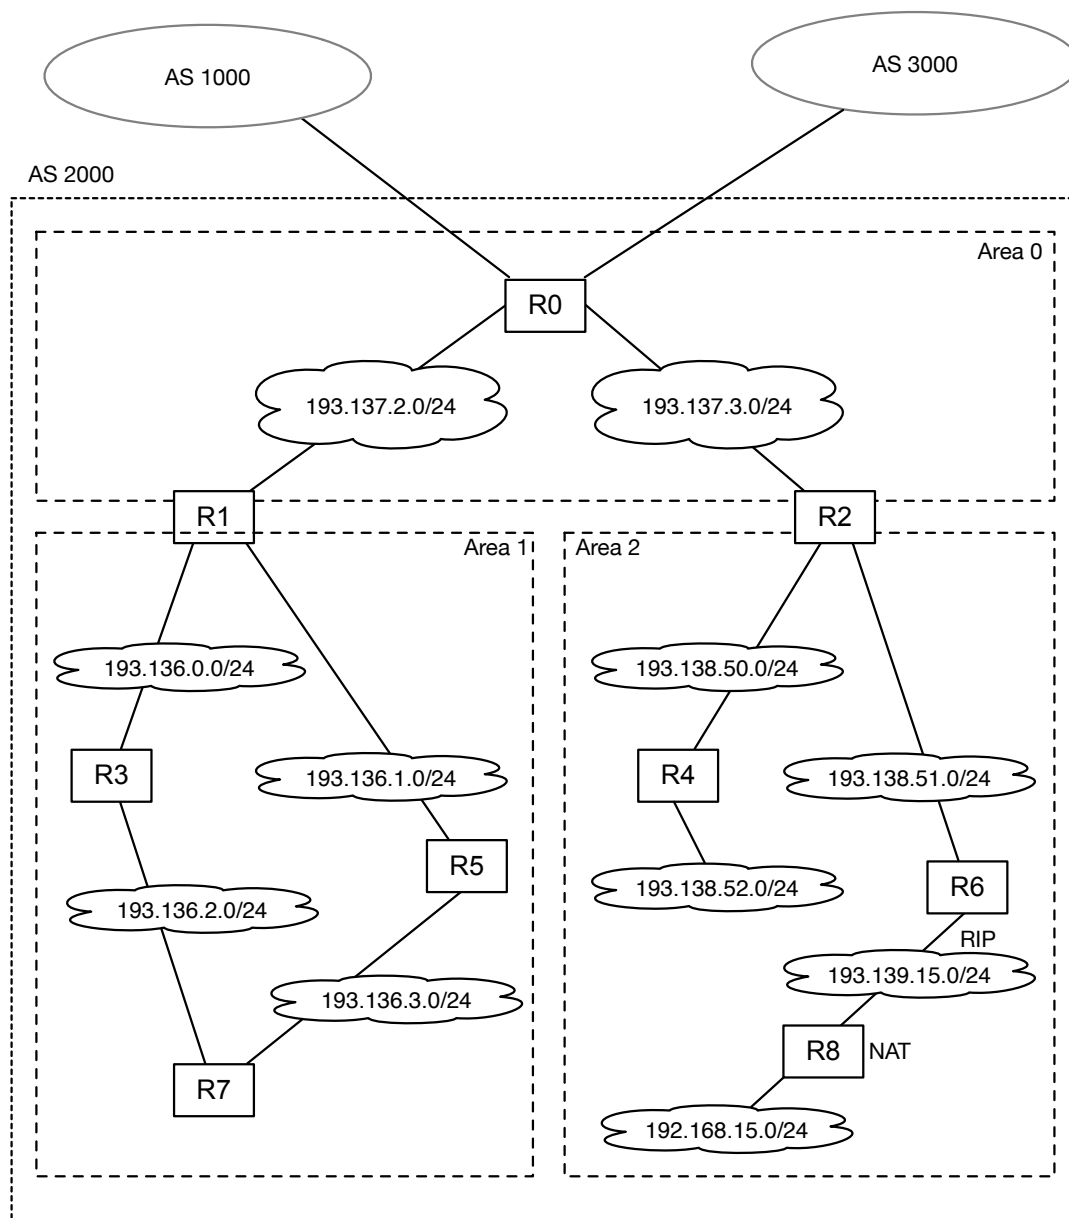 AS 1000
AS 3000
AS 2000
Area 0
R0
193.137.2.0/24
193.137.3.0/24
R1
R2
Area 1
Area 2
193.136.0.0/24
193.138.50.0/24
R3
193.136.1.0/24
R4
193.138.51.0/24
R5
193.138.52.0/24
R6
193.136.2.0/24
RIP
193.139.15.0/24
193.136.3.0/24
R8
NAT
R7
192.168.15.0/24